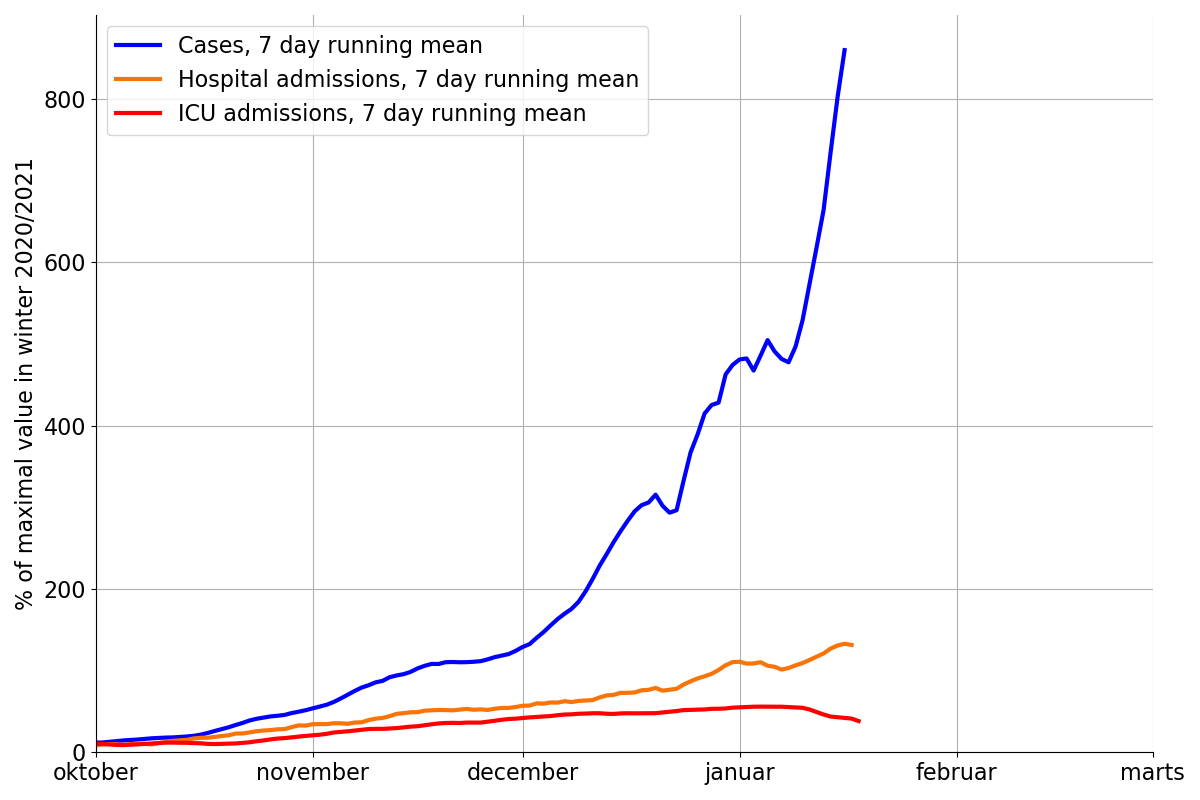 Cases, 7 day running mean
Hospital admissions, 7 day running mean
ICU admissions, 7 day running mean
% of maximal value in winter 2020/2021
800
600
400
200
0
oktober november december januar februar marts